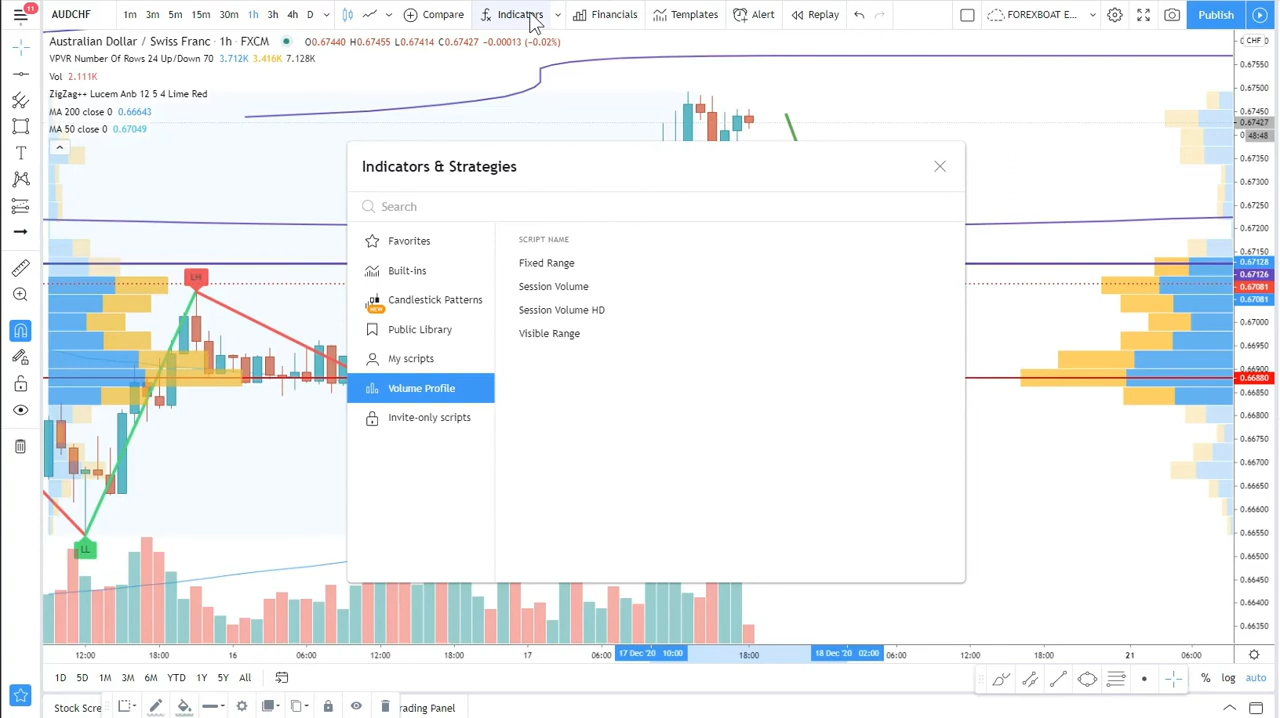 11
AUDCHF 1m 3m 5m 15m 30m 1h 3h 4h D Compare Indicators Financials Templates Alert Replay FOREXBOAT E... Publish
Australian Dollar / Swiss Franc · 1h · FXCM O0.67440 H0.67455 L0.67414 C0.67427 −0.00013 (−0.02%)
CHF
VPVR Number Of Rows 24 Up/Down 70 3.712K 3.416K 7.128K
Vol 2.111K
ZigZag++ Lucem Anb 12 5 4 Lime Red
MA 200 close 0 0.66643
MA 50 close 0 0.67049
0.67550
0.67500
0.67450
0.67427
48:48
0.67350
0.67300
0.67250
0.67200
0.67150
0.67128
0.67126
0.67081
0.67081
0.67000
0.66950
0.66900
0.66880
0.66850
0.66800
0.66750
0.66700
0.66650
0.66600
0.66550
0.66500
0.66450
0.66400
0.66350
Indicators & Strategies
Search
Favorites
Built-ins
Candlestick Patterns
NEW
Public Library
My scripts
Volume Profile
Invite-only scripts
SCRIPT NAME
Fixed Range
Session Volume
Session Volume HD
Visible Range
LH
LL
12:00 18:00 16 06:00 12:00 18:00 17 06:00 17 Dec '20 10:00 18:00 18 Dec '20 02:00 06:00 12:00 18:00 21 06:00
1D 5D 1M 3M 6M YTD 1Y 5Y All % log auto
Stock Scre rading Panel